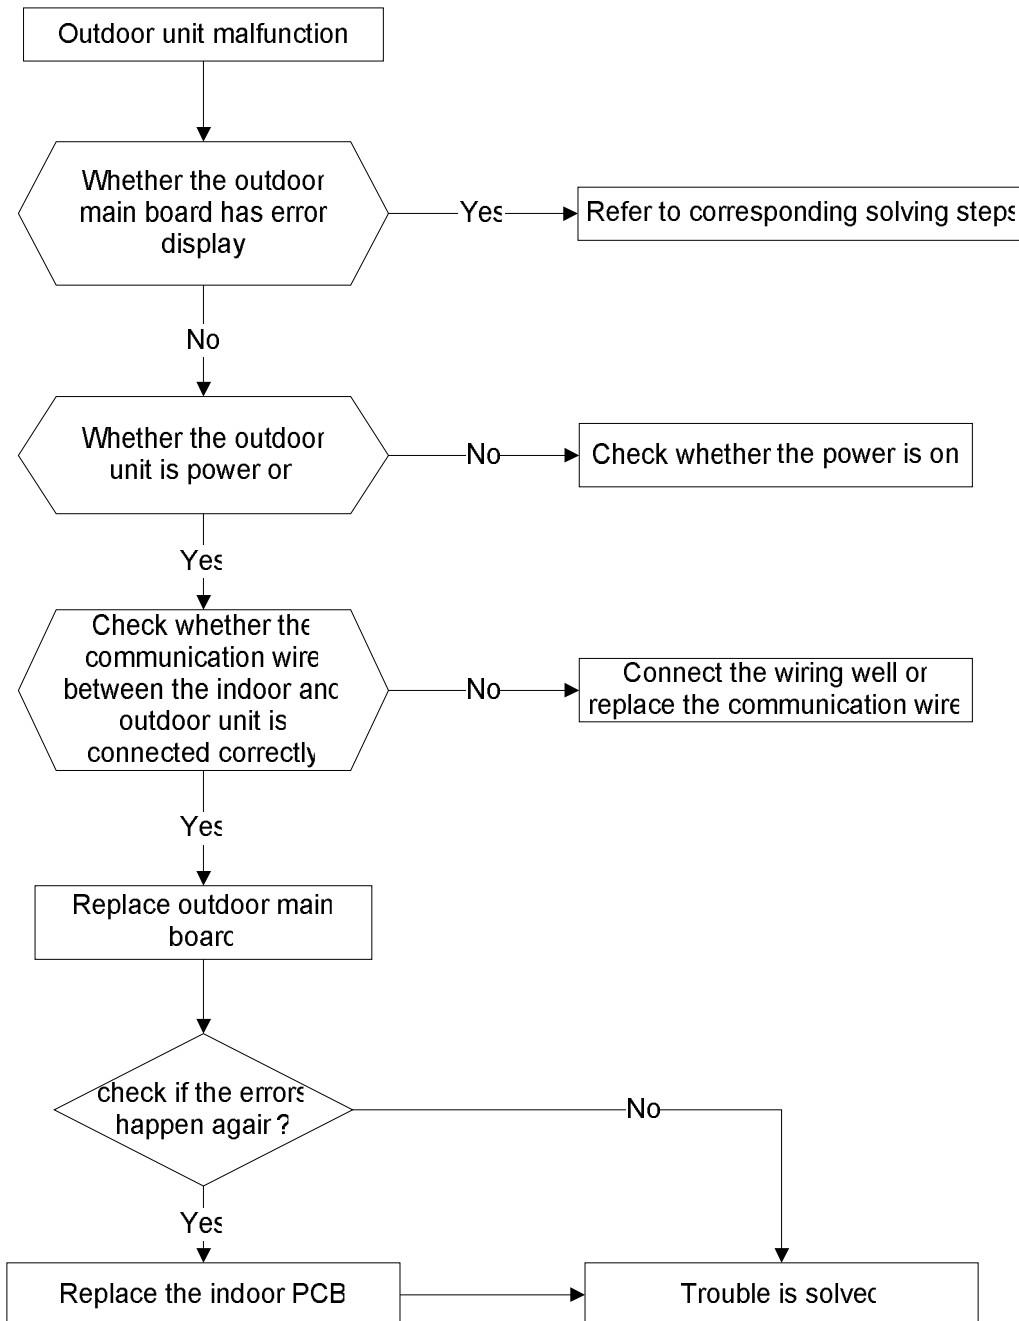 Outdoor unit malfunction
Whether the outdoor
main board has error
display
Yes
Refer to corresponding solving steps
No
Whether the outdoor
unit is power or
No
Check whether the power is on
Yes
Check whether the
communication wire
between the indoor and
outdoor unit is
connected correctly
No
Connect the wiring well or
replace the communication wire
Yes
Replace outdoor main
board
check if the errors
happen again?
No
Yes
Replace the indoor PCB
Trouble is solved